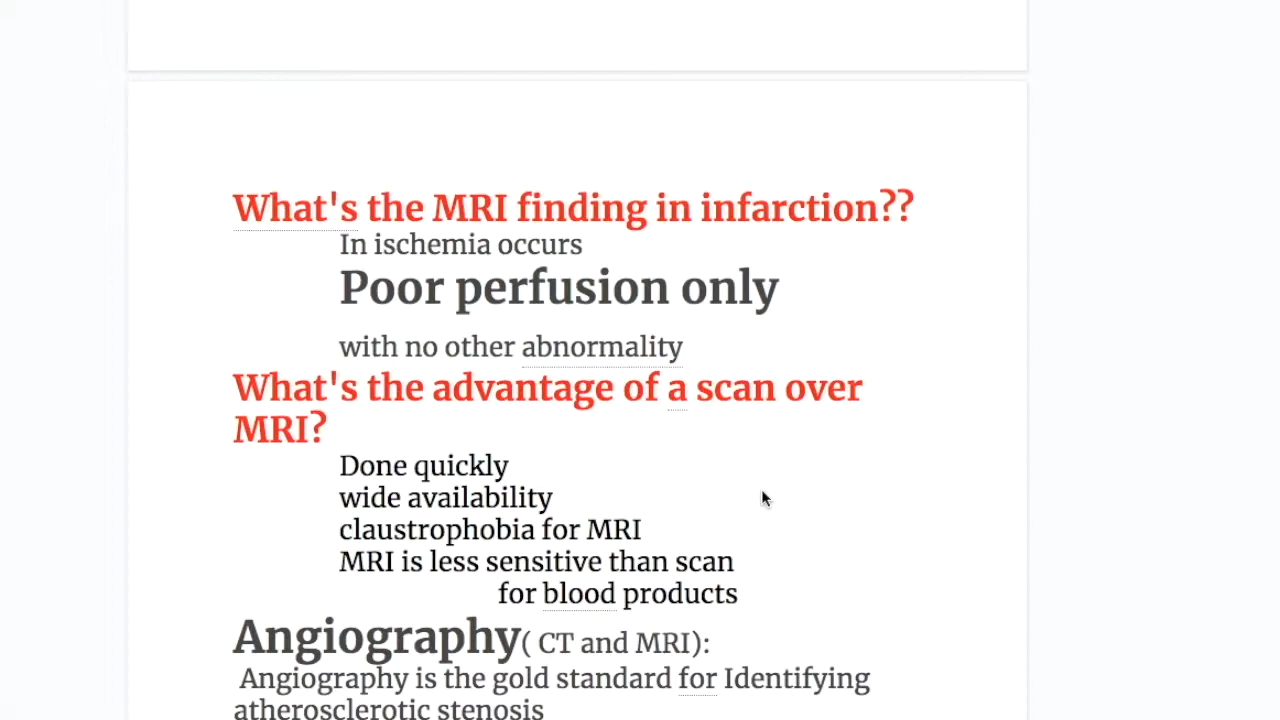 What's the MRI finding in infarction??
In ischemia occurs
Poor perfusion only
with no other abnormality
What's the advantage of a scan over
MRI?
Done quickly
wide availability
claustrophobia for MRI
MRI is less sensitive than scan
for blood products
Angiography( CT and MRI):
Angiography is the gold standard for Identifying
atherosclerotic stenosis